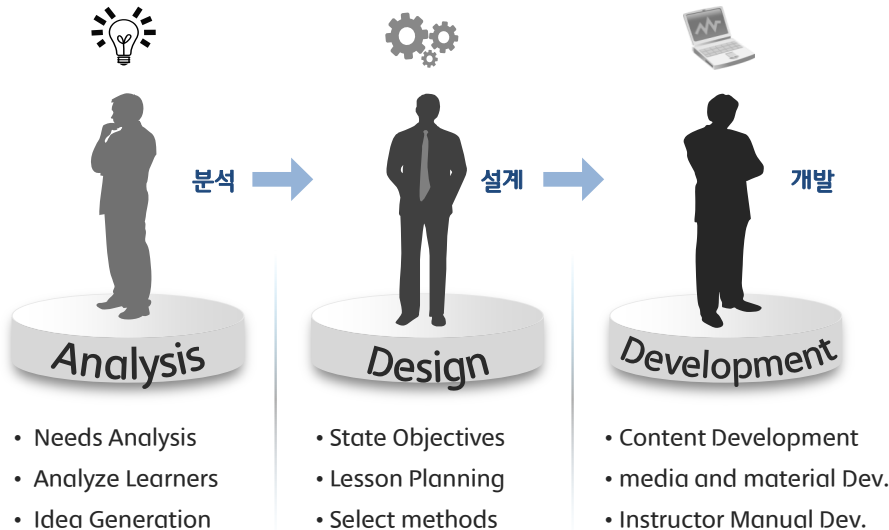 분석
설계
개발
Analysis
Design
Development
• Needs Analysis
• Analyze Learners
• Idea Generation
• State Objectives
• Lesson Planning
• Select methods
• Content Development
• media and material Dev.
• Instructor Manual Dev.